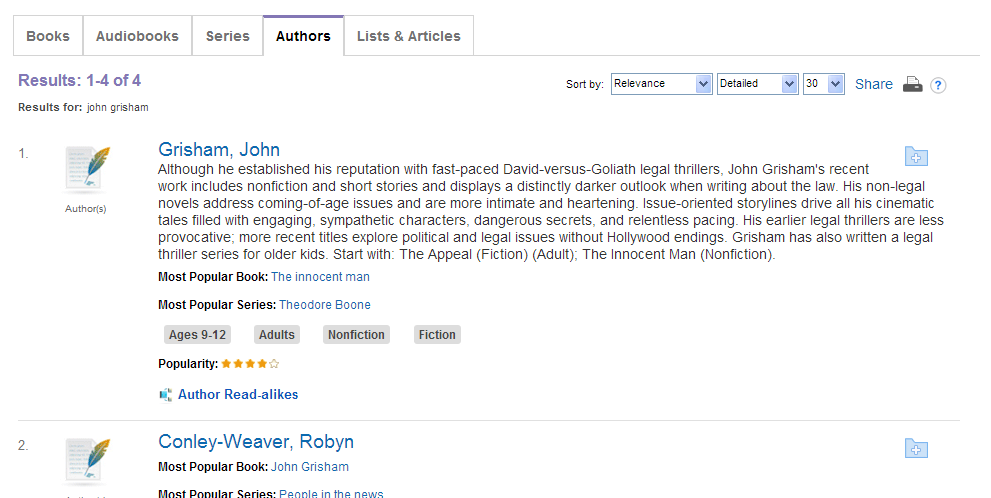 Books Audiobooks Series Authors Lists & Articles
Results: 1-4 of 4
Sort by: Relevance Detailed 30 Share ?
Results for: john grisham
1.
Grisham, John
Although he established his reputation with fast-paced David-versus-Goliath legal thrillers, John Grisham's recent
work includes nonfiction and short stories and displays a distinctly darker outlook when writing about the law. His non-legal
novels address coming-of-age issues and are more intimate and heartening. Issue-oriented storylines drive all his cinematic
tales filled with engaging, sympathetic characters, dangerous secrets, and relentless pacing. His earlier legal thrillers are less
provocative; more recent titles explore political and legal issues without Hollywood endings. Grisham has also written a legal
thriller series for older kids. Start with: The Appeal (Fiction) (Adult); The Innocent Man (Nonfiction).
Author(s)
Most Popular Book: The innocent man
Most Popular Series: Theodore Boone
Ages 9-12 Adults Nonfiction Fiction
Popularity:
Author Read-alikes
2.
Conley-Weaver, Robyn
Most Popular Book: John Grisham
Most Popular Series: People in the news